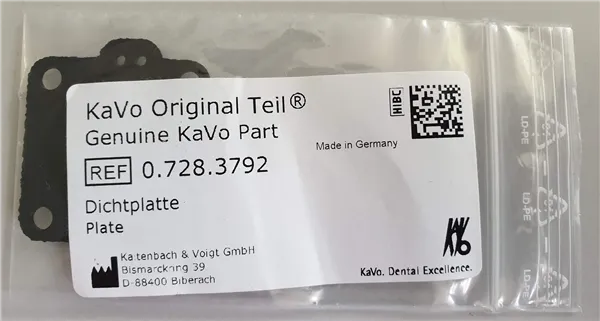 KaVo Original Teil®
Genuine KaVo Part
REF 0.728.3792
Dichtplatte
Plate
Kaltenbach & Voigt GmbH
Bismarckring 39
D-88400 Biberach
HIBC
Made in Germany
KAVO
KaVo. Dental Excellence.
LD-PE
LD-PE
LD-PE